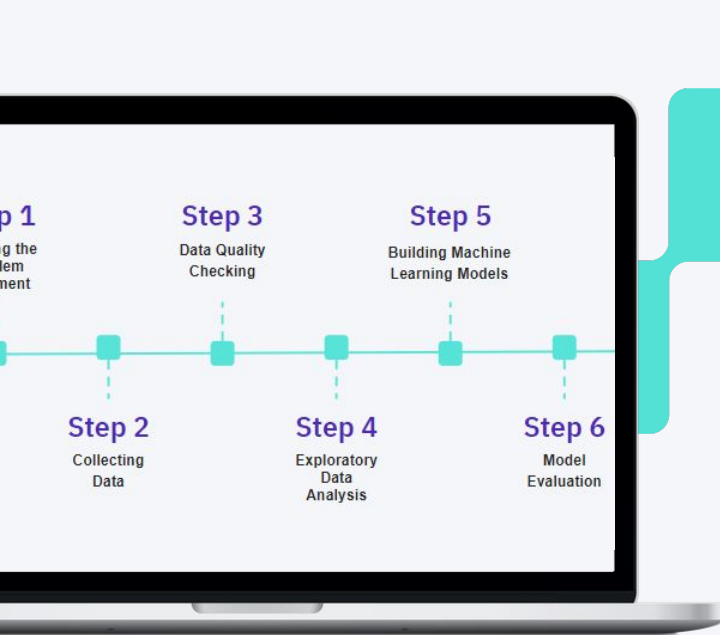 p 1
ng the
lem
ment
Step 3
Data Quality
Checking
Step 5
Building Machine
Learning Models
Step 2
Collecting
Data
Step 4
Exploratory
Data
Analysis
Step 6
Model
Evaluation